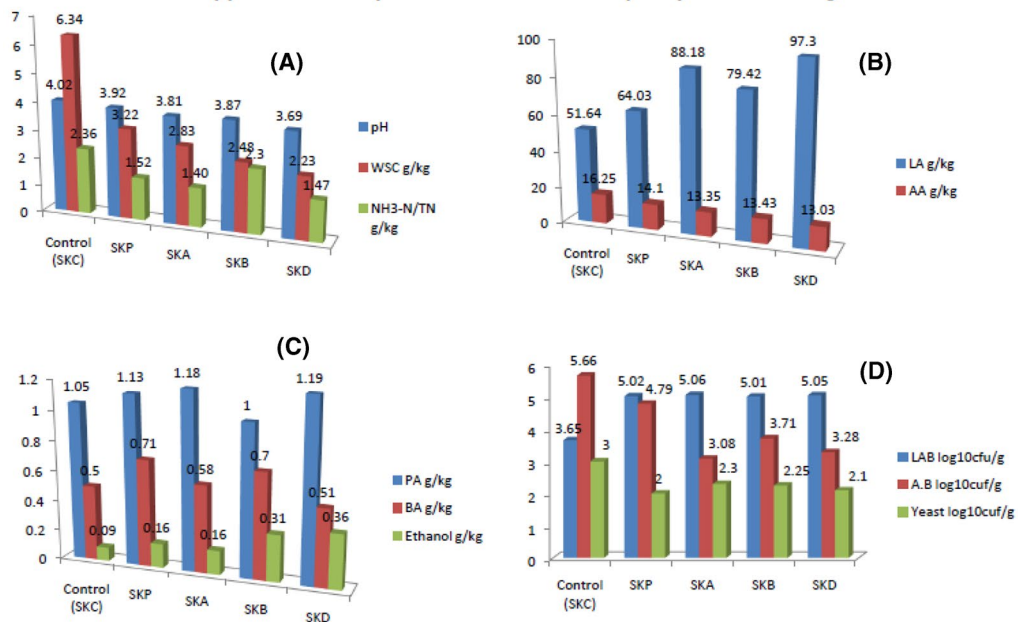 (A)
7
6
5
4
3
2
1
0
6.34
4.02
2.36
3.92
3.22
1.52
3.81
2.83
1.40
3.87
2.48
2.3
3.69
2.23
1.47
Control
(SKC)
SKP
SKA
SKB
SKD
pH
WSC g/kg
NH3-N/TN
g/kg
(B)
100
80
60
40
20
0
51.64
16.25
64.03
14.1
88.18
13.35
79.42
13.43
97.3
13.03
Control
(SKC)
SKP
SKA
SKB
SKD
LA g/kg
AA g/kg
(C)
1.2
1
0.8
0.6
0.4
0.2
0
1.05
0.5
0.09
1.13
0.71
0.16
1.18
0.58
0.16
1
0.7
0.31
1.19
0.51
0.36
Control
(SKC)
SKP
SKA
SKB
SKD
PA g/kg
BA g/kg
Ethanol g/kg
(D)
6
5
4
3
2
1
0
3.65
5.66
3
5.02
4.79
2
5.06
3.08
2.3
5.01
3.71
2.25
5.05
3.28
2.1
Control
(SKC)
SKP
SKA
SKB
SKD
LAB log10cfu/g
A.B log10cuf/g
Yeast log10cuf/g